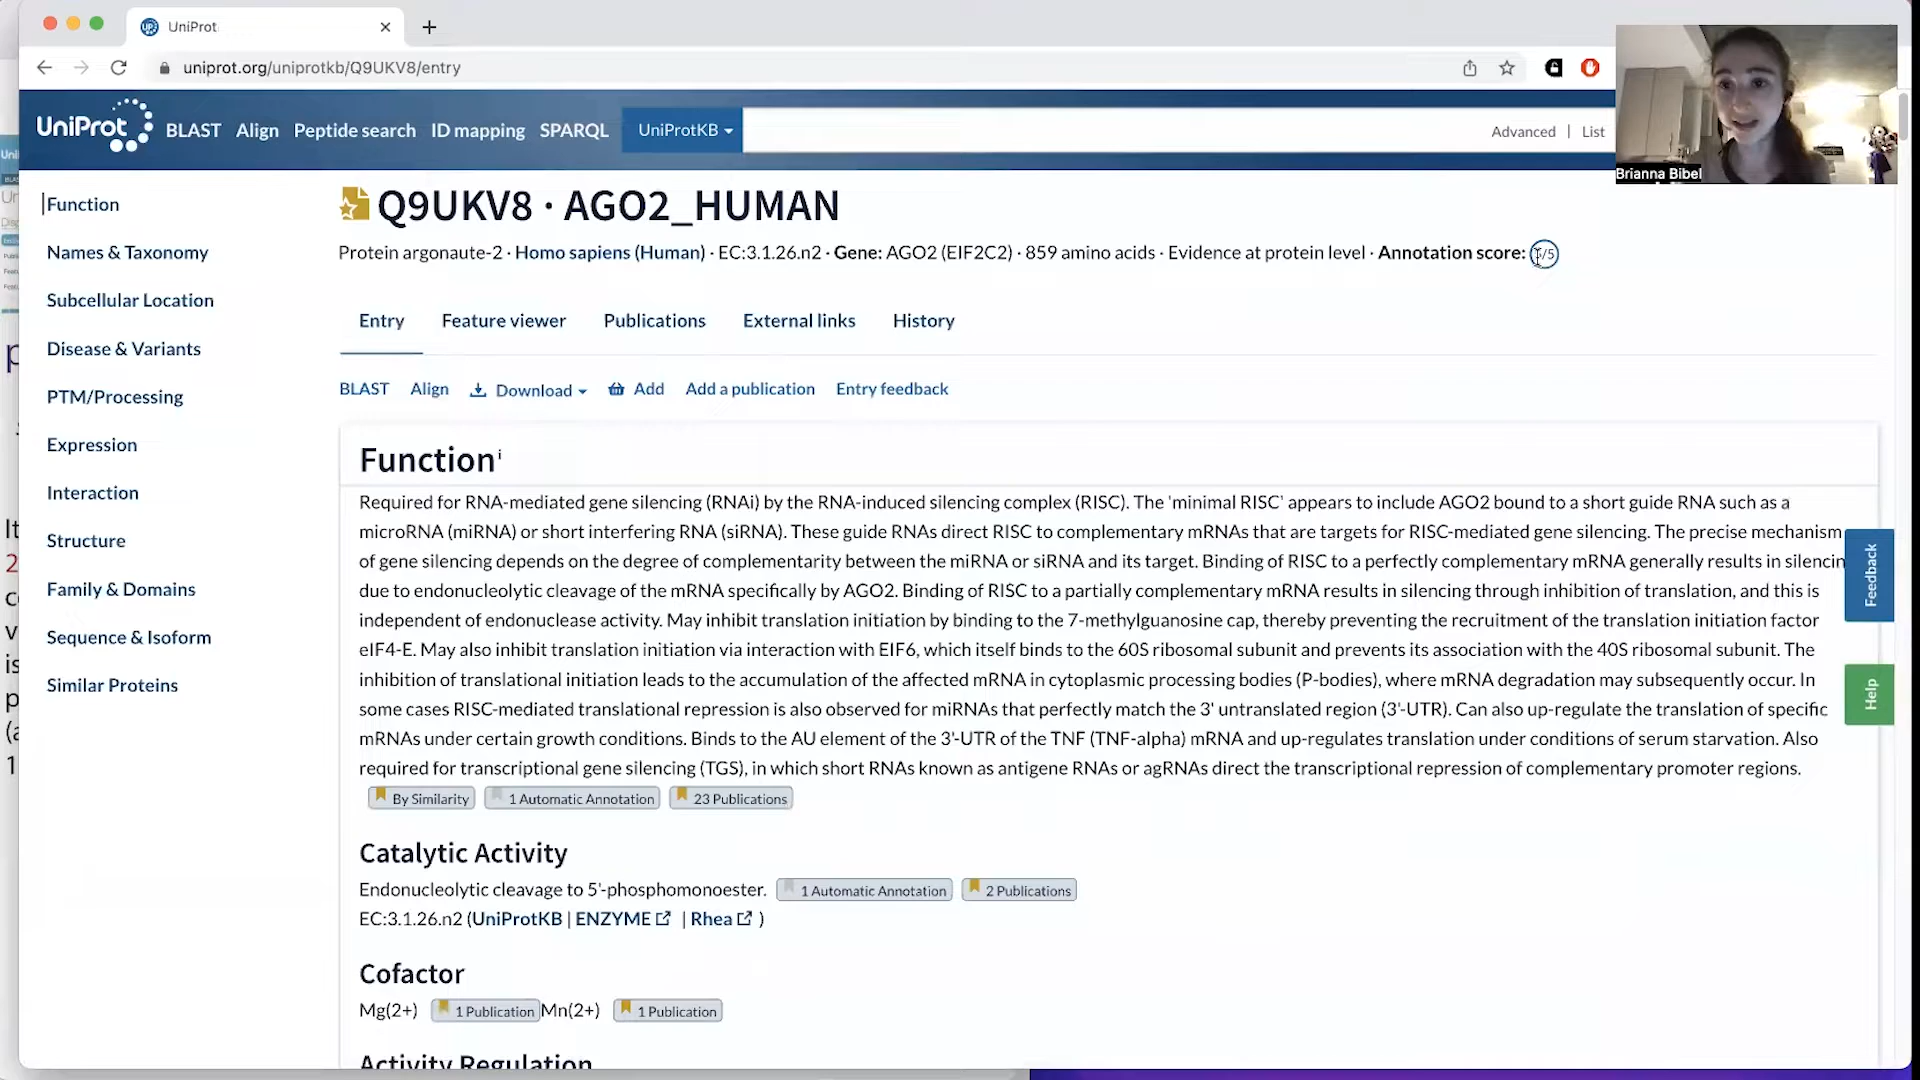 UniProt
uniprot.org/uniprotkb/Q9UKV8/entry
UniProt BLAST Align Peptide search ID mapping SPARQL UniProtKB Advanced | List
Brianna Bibel
Function
Names & Taxonomy
Subcellular Location
Disease & Variants
PTM/Processing
Expression
Interaction
Structure
Family & Domains
Sequence & Isoform
Similar Proteins
Q9UKV8 · AGO2_HUMAN
Protein argonaute-2 · Homo sapiens (Human) · EC:3.1.26.n2 · Gene: AGO2 (EIF2C2) · 859 amino acids · Evidence at protein level · Annotation score: /5
Entry Feature viewer Publications External links History
BLAST Align Download Add Add a publication Entry feedback
Function i
Required for RNA-mediated gene silencing (RNAi) by the RNA-induced silencing complex (RISC). The 'minimal RISC' appears to include AGO2 bound to a short guide RNA such as a
microRNA (miRNA) or short interfering RNA (siRNA). These guide RNAs direct RISC to complementary mRNAs that are targets for RISC-mediated gene silencing. The precise mechanism
of gene silencing depends on the degree of complementarity between the miRNA or siRNA and its target. Binding of RISC to a perfectly complementary mRNA generally results in silencin
due to endonucleolytic cleavage of the mRNA specifically by AGO2. Binding of RISC to a partially complementary mRNA results in silencing through inhibition of translation, and this is
independent of endonuclease activity. May inhibit translation initiation by binding to the 7-methylguanosine cap, thereby preventing the recruitment of the translation initiation factor
eIF4-E. May also inhibit translation initiation via interaction with EIF6, which itself binds to the 60S ribosomal subunit and prevents its association with the 40S ribosomal subunit. The
inhibition of translational initiation leads to the accumulation of the affected mRNA in cytoplasmic processing bodies (P-bodies), where mRNA degradation may subsequently occur. In
some cases RISC-mediated translational repression is also observed for miRNAs that perfectly match the 3' untranslated region (3'-UTR). Can also up-regulate the translation of specific
mRNAs under certain growth conditions. Binds to the AU element of the 3'-UTR of the TNF (TNF-alpha) mRNA and up-regulates translation under conditions of serum starvation. Also
required for transcriptional gene silencing (TGS), in which short RNAs known as antigene RNAs or agRNAs direct the transcriptional repression of complementary promoter regions.
By Similarity 1 Automatic Annotation 23 Publications
Catalytic Activity
Endonucleolytic cleavage to 5'-phosphomonoester. 1 Automatic Annotation 2 Publications
EC:3.1.26.n2 (UniProtKB | ENZYME | Rhea )
Cofactor
Mg(2+) 1 Publication Mn(2+) 1 Publication
Activity Regulation
Feedback
Help